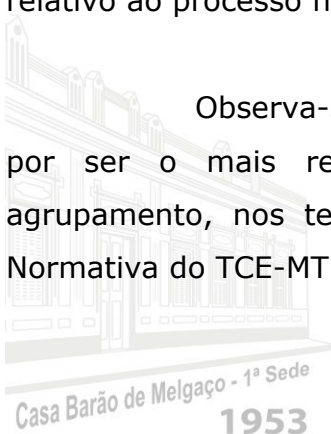 relativo ao processo
Observa-
por ser o mais re
agrupamento, nos te
Normativa do TCE-MT
Casa Barão de Melgaço - 1ª Sede
1953